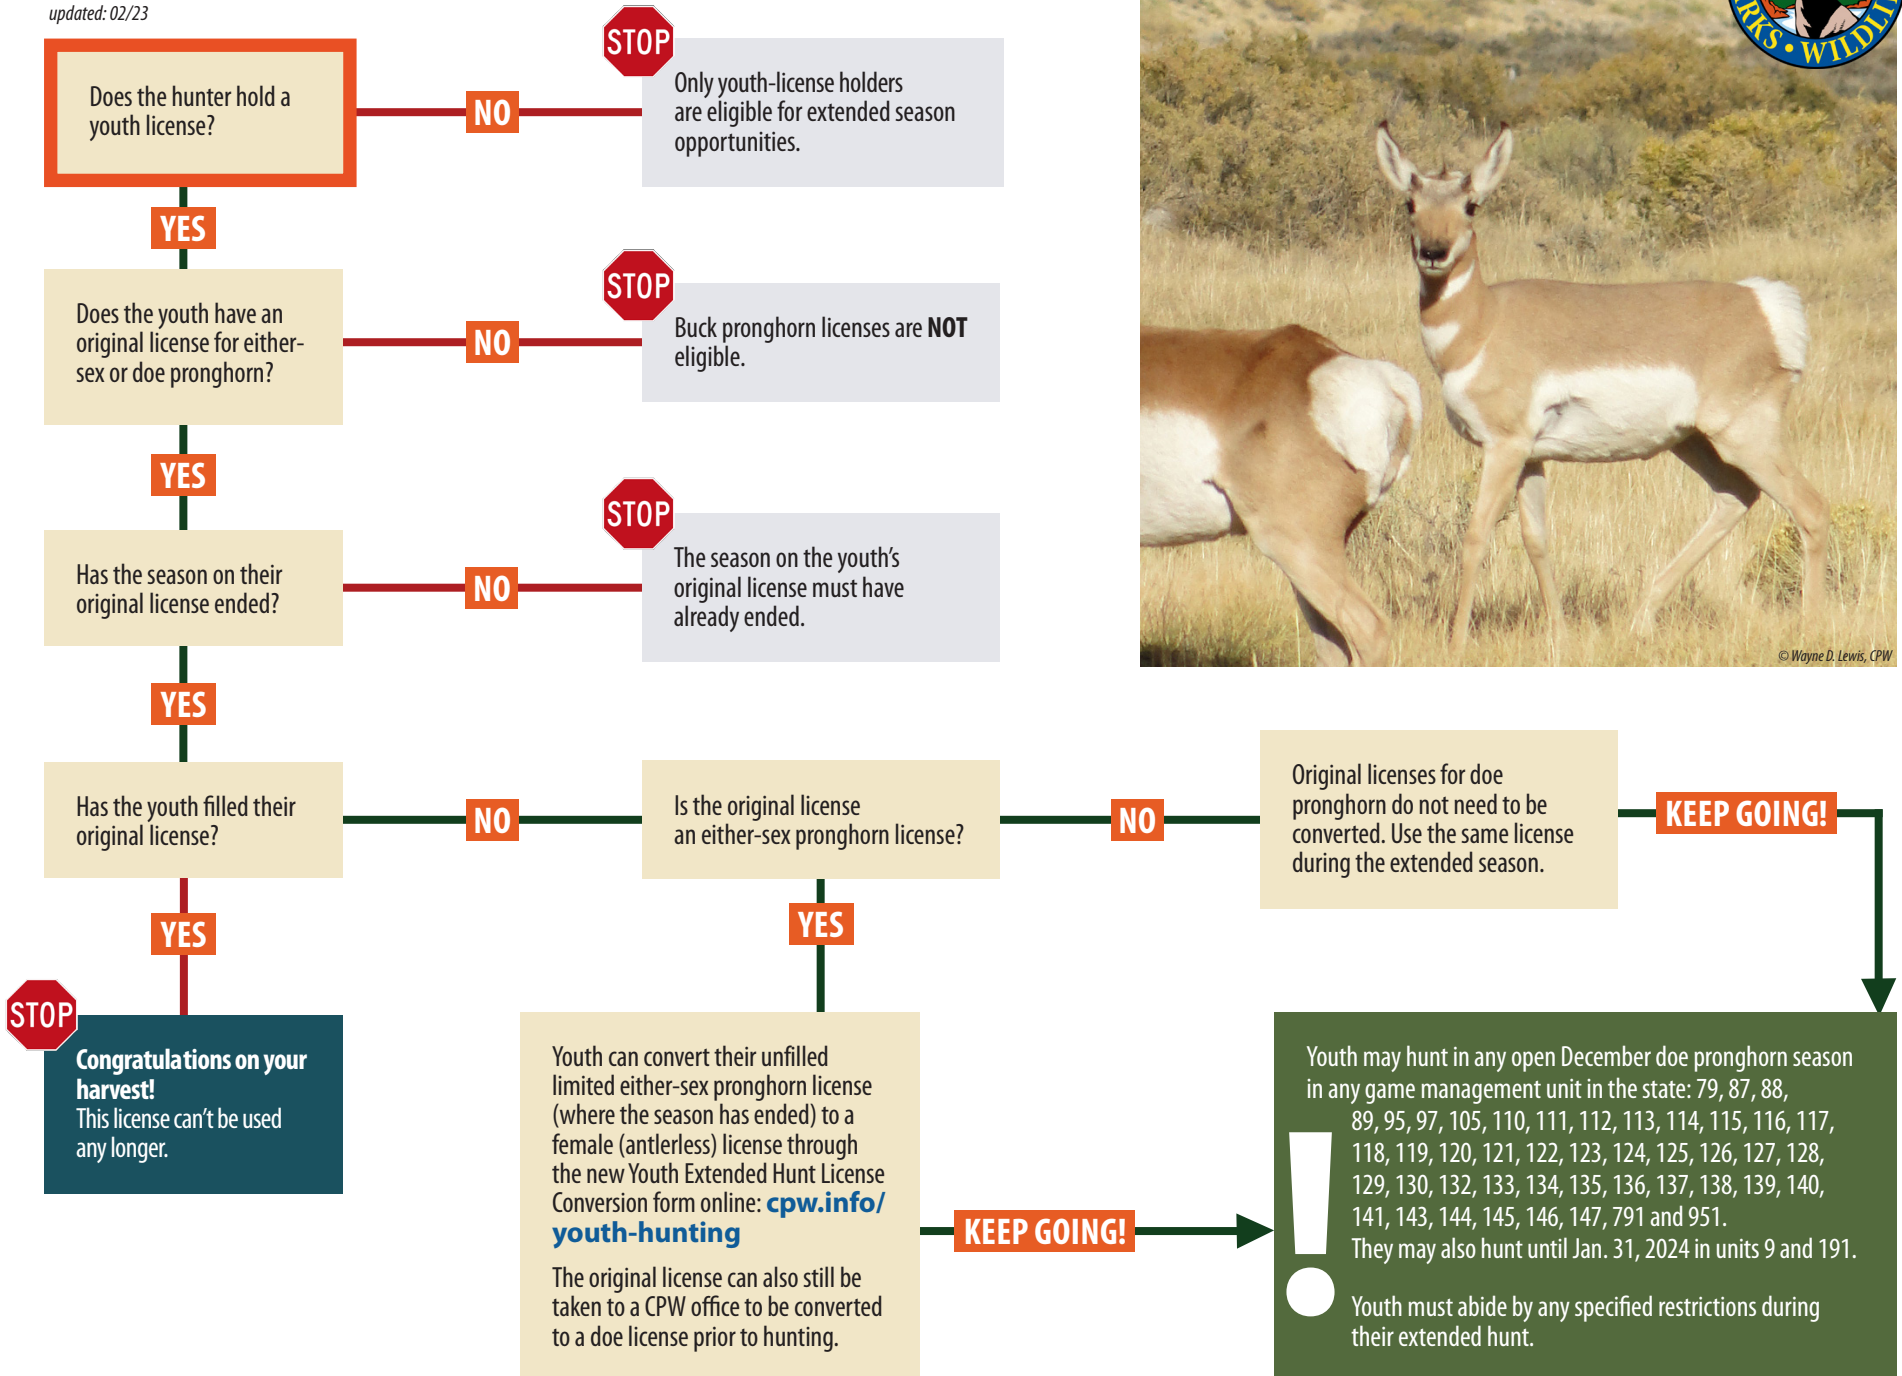 updated: 02/23
Does the hunter hold a
youth license?
NO
STOP
Only youth-license holders
are eligible for extended season
opportunities.
YES
Does the youth have an
original license for either-
sex or doe pronghorn?
NO
STOP
Buck pronghorn licenses are NOT
eligible.
YES
Has the season on their
original license ended?
NO
STOP
The season on the youth's
original license must have
already ended.
YES
Has the youth filled their
original license?
NO
Is the original license
an either-sex pronghorn license?
NO
Original licenses for doe
pronghorn do not need to be
converted. Use the same license
during the extended season.
KEEP GOING!
YES
STOP
Congratulations on your
harvest!
This license can't be used
any longer.
YES
Youth can convert their unfilled
limited either-sex pronghorn license
(where the season has ended) to a
female (antlerless) license through
the new Youth Extended Hunt License
Conversion form online: cpw.info/
youth-hunting
The original license can also still be
taken to a CPW office to be converted
to a doe license prior to hunting.
KEEP GOING!
Youth may hunt in any open December doe pronghorn season
in any game management unit in the state: 79, 87, 88,
89, 95, 97, 105, 110, 111, 112, 113, 114, 115, 116, 117,
118, 119, 120, 121, 122, 123, 124, 125, 126, 127, 128,
129, 130, 132, 133, 134, 135, 136, 137, 138, 139, 140,
141, 143, 144, 145, 146, 147, 791 and 951.
They may also hunt until Jan. 31, 2024 in units 9 and 191.
!
Youth must abide by any specified restrictions during
their extended hunt.
© Wayne D. Lewis, CPW